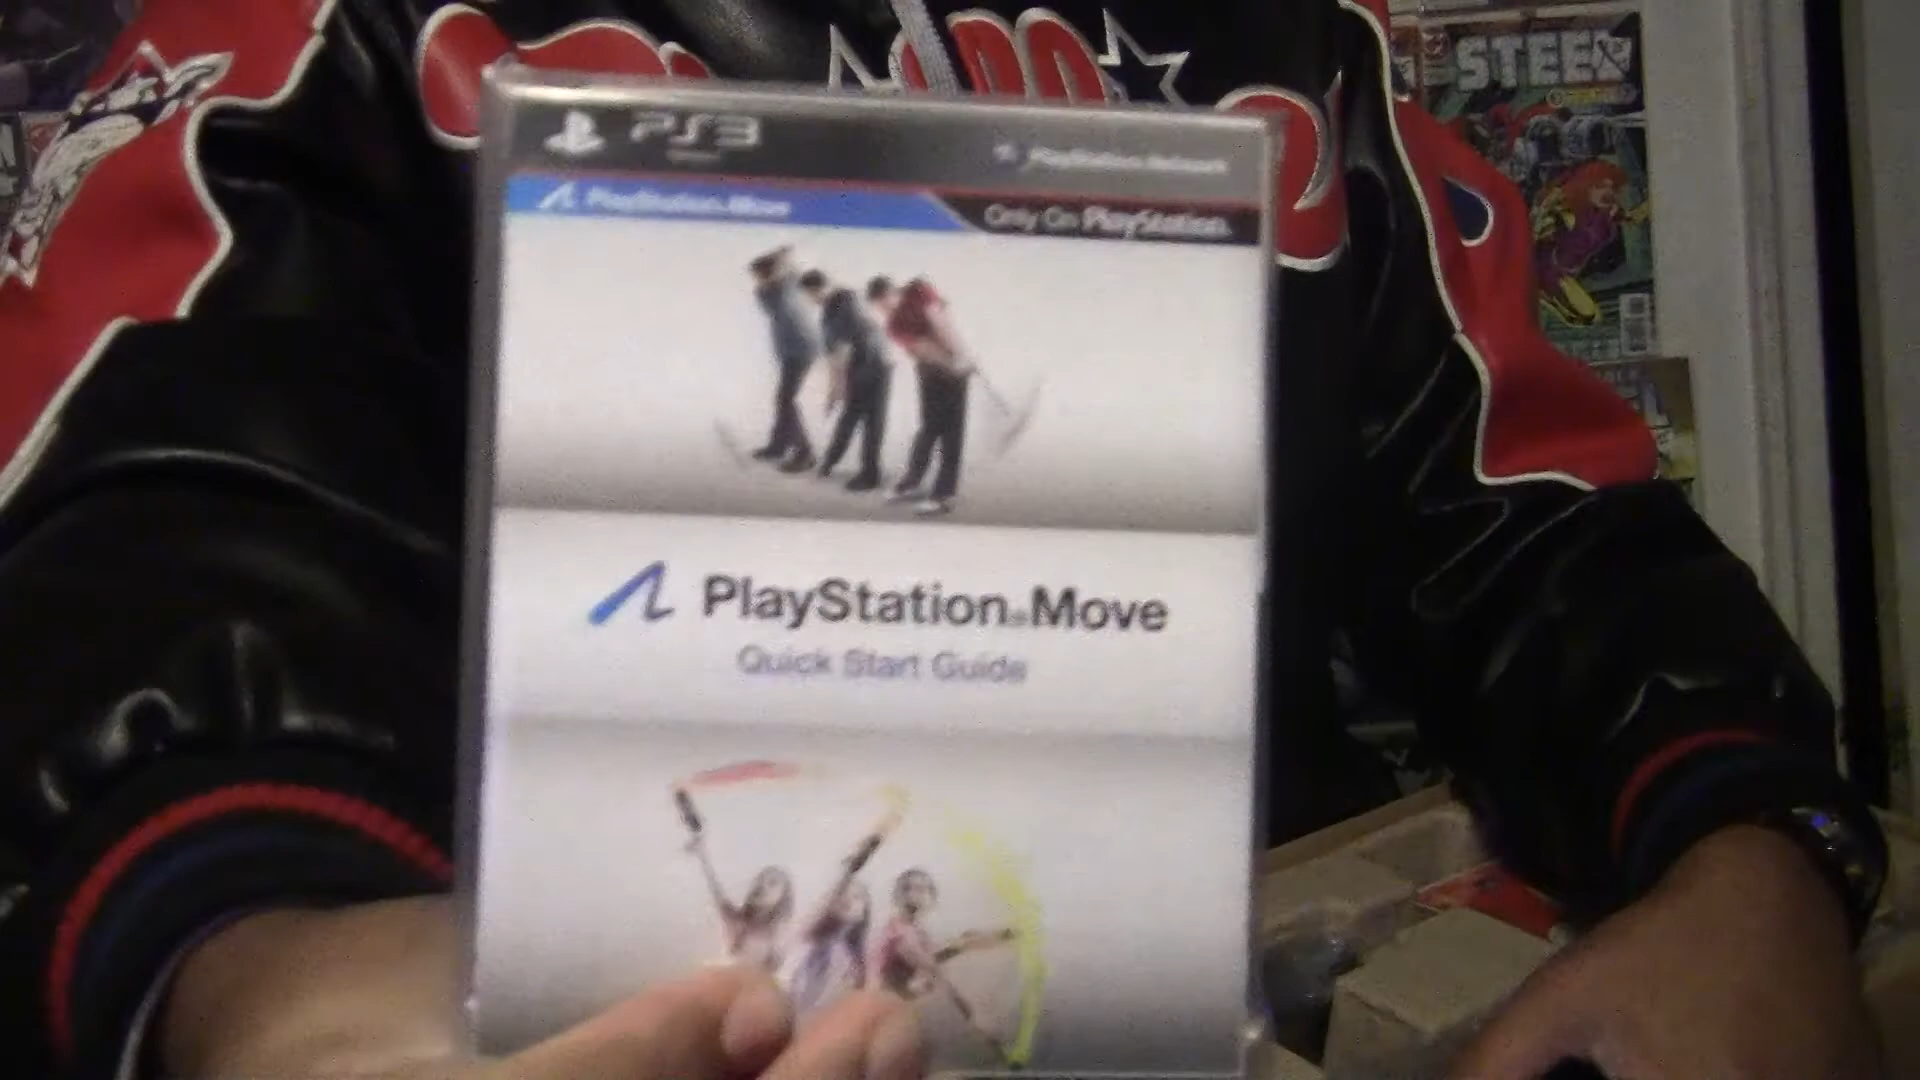 STEEL
PS3
PlayStation Network
PlayStation Move
Only On PlayStation
PlayStation Move
Quick Start Guide